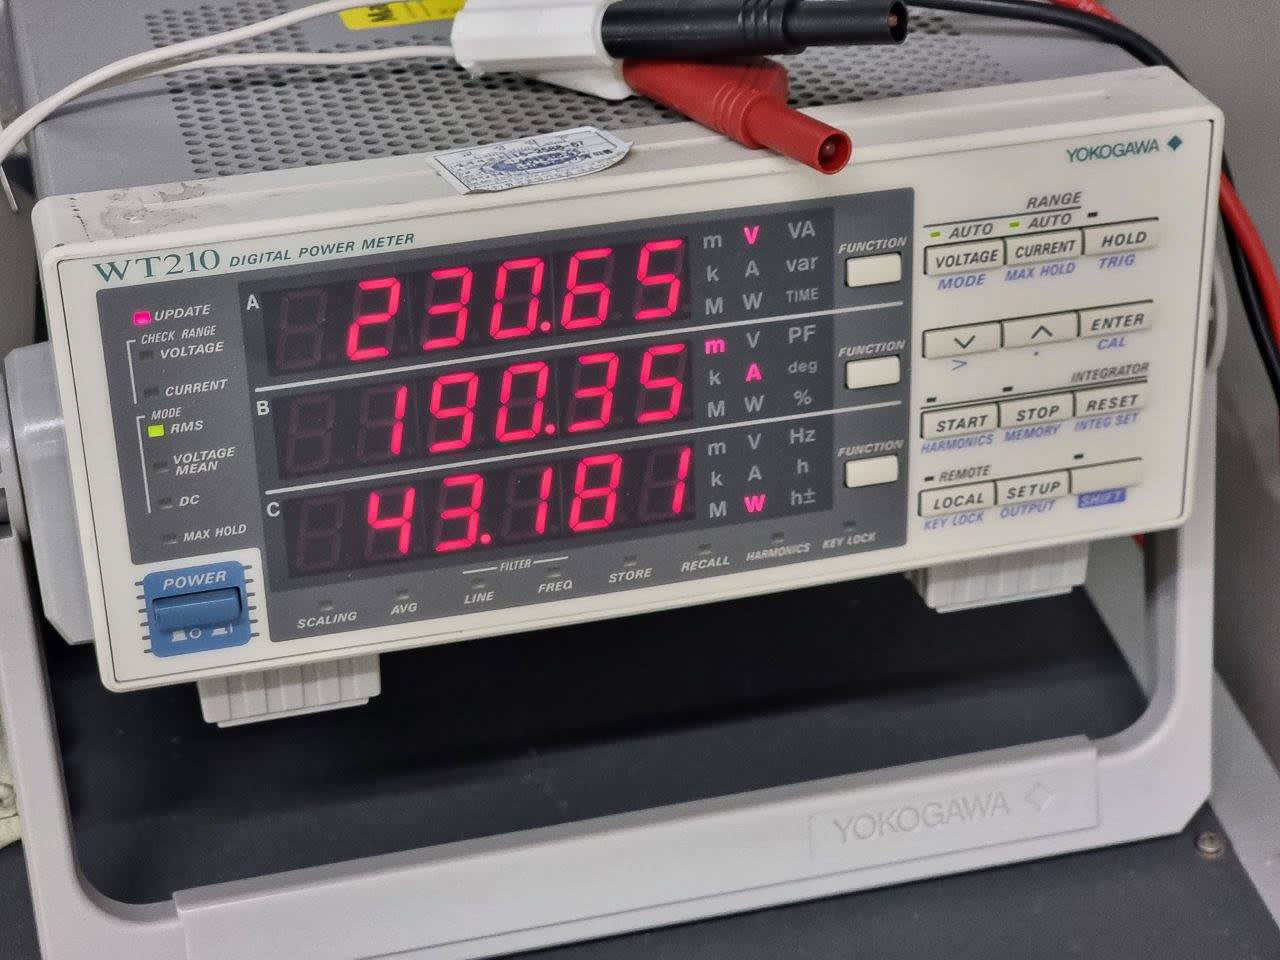 YOKOGAWA
WT210 DIGITAL POWER METER
UPDATE
CHECK RANGE
VOLTAGE
CURRENT
MODE
RMS
VOLTAGE
MEAN
DC
MAX HOLD
POWER
A 230.65
m V VA
k A var
M W TIME
FUNCTION
B 190.35
m V PF
k A deg
M W %
FUNCTION
C 43.181
m V Hz
k A h
M W h±
FUNCTION
SCALING
AVG
FILTER
LINE
FREQ
STORE
RECALL
HARMONICS
KEY LOCK
RANGE
AUTO AUTO
VOLTAGE CURRENT HOLD
MODE MAX HOLD TRIG
ENTER
> . CAL
INTEGRATOR
START STOP RESET
HARMONICS MEMORY INTEG SET
REMOTE
LOCAL SETUP
KEY LOCK OUTPUT SHIFT
YOKOGAWA